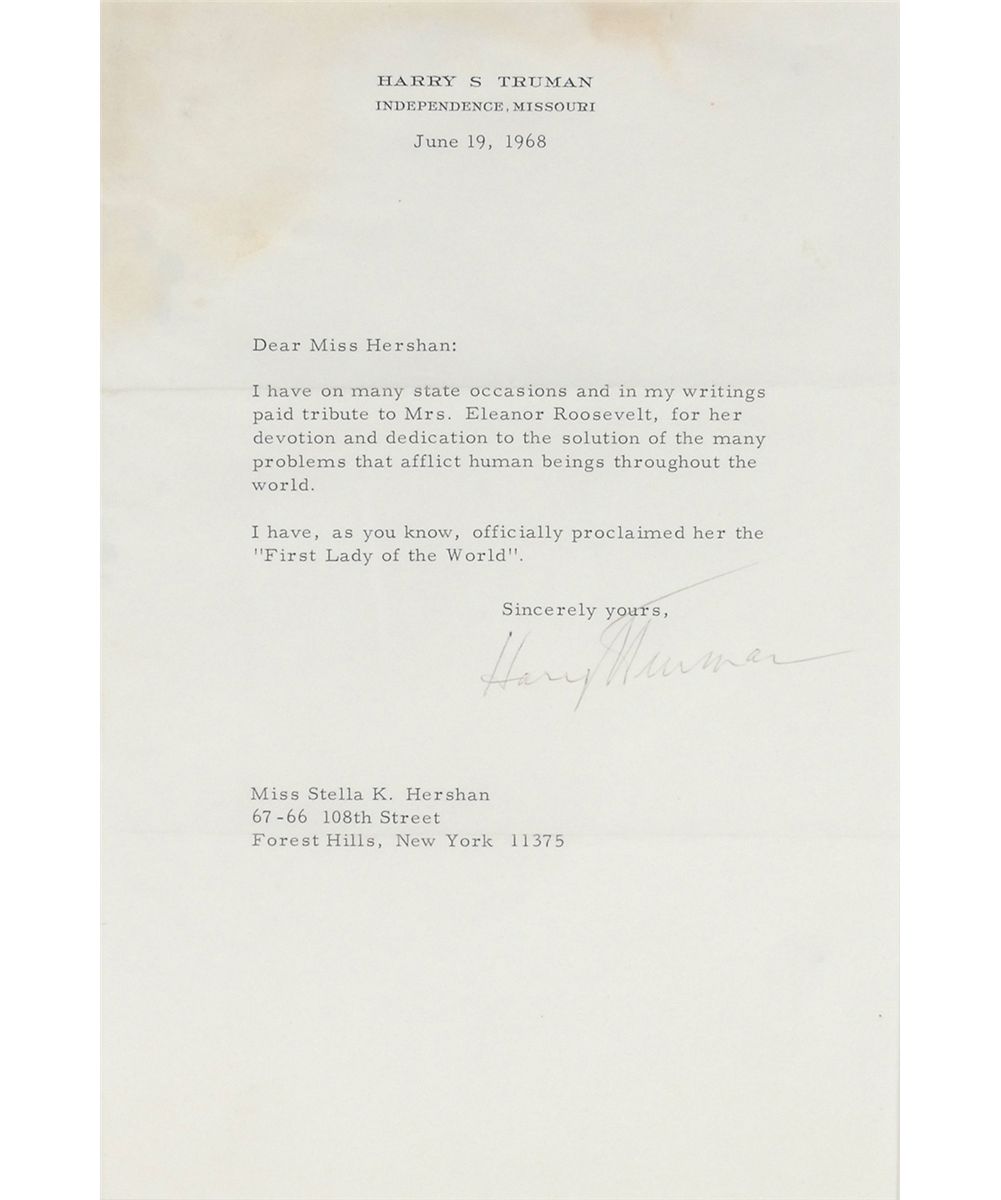 HARRY S TRUMAN
INDEPENDENCE, MISSOURI
June 19, 1968
Dear Miss Hershan:
I have on many state occasions and in my writings
paid tribute to Mrs. Eleanor Roosevelt, for her
devotion and dedication to the solution of the many
problems that afflict human beings throughout the
world.
I have, as you know, officially proclaimed her the
"First Lady of the World".
Sincerely yours,
Harry S Truman
Miss Stella K. Hershan
67-66 108th Street
Forest Hills, New York 11375